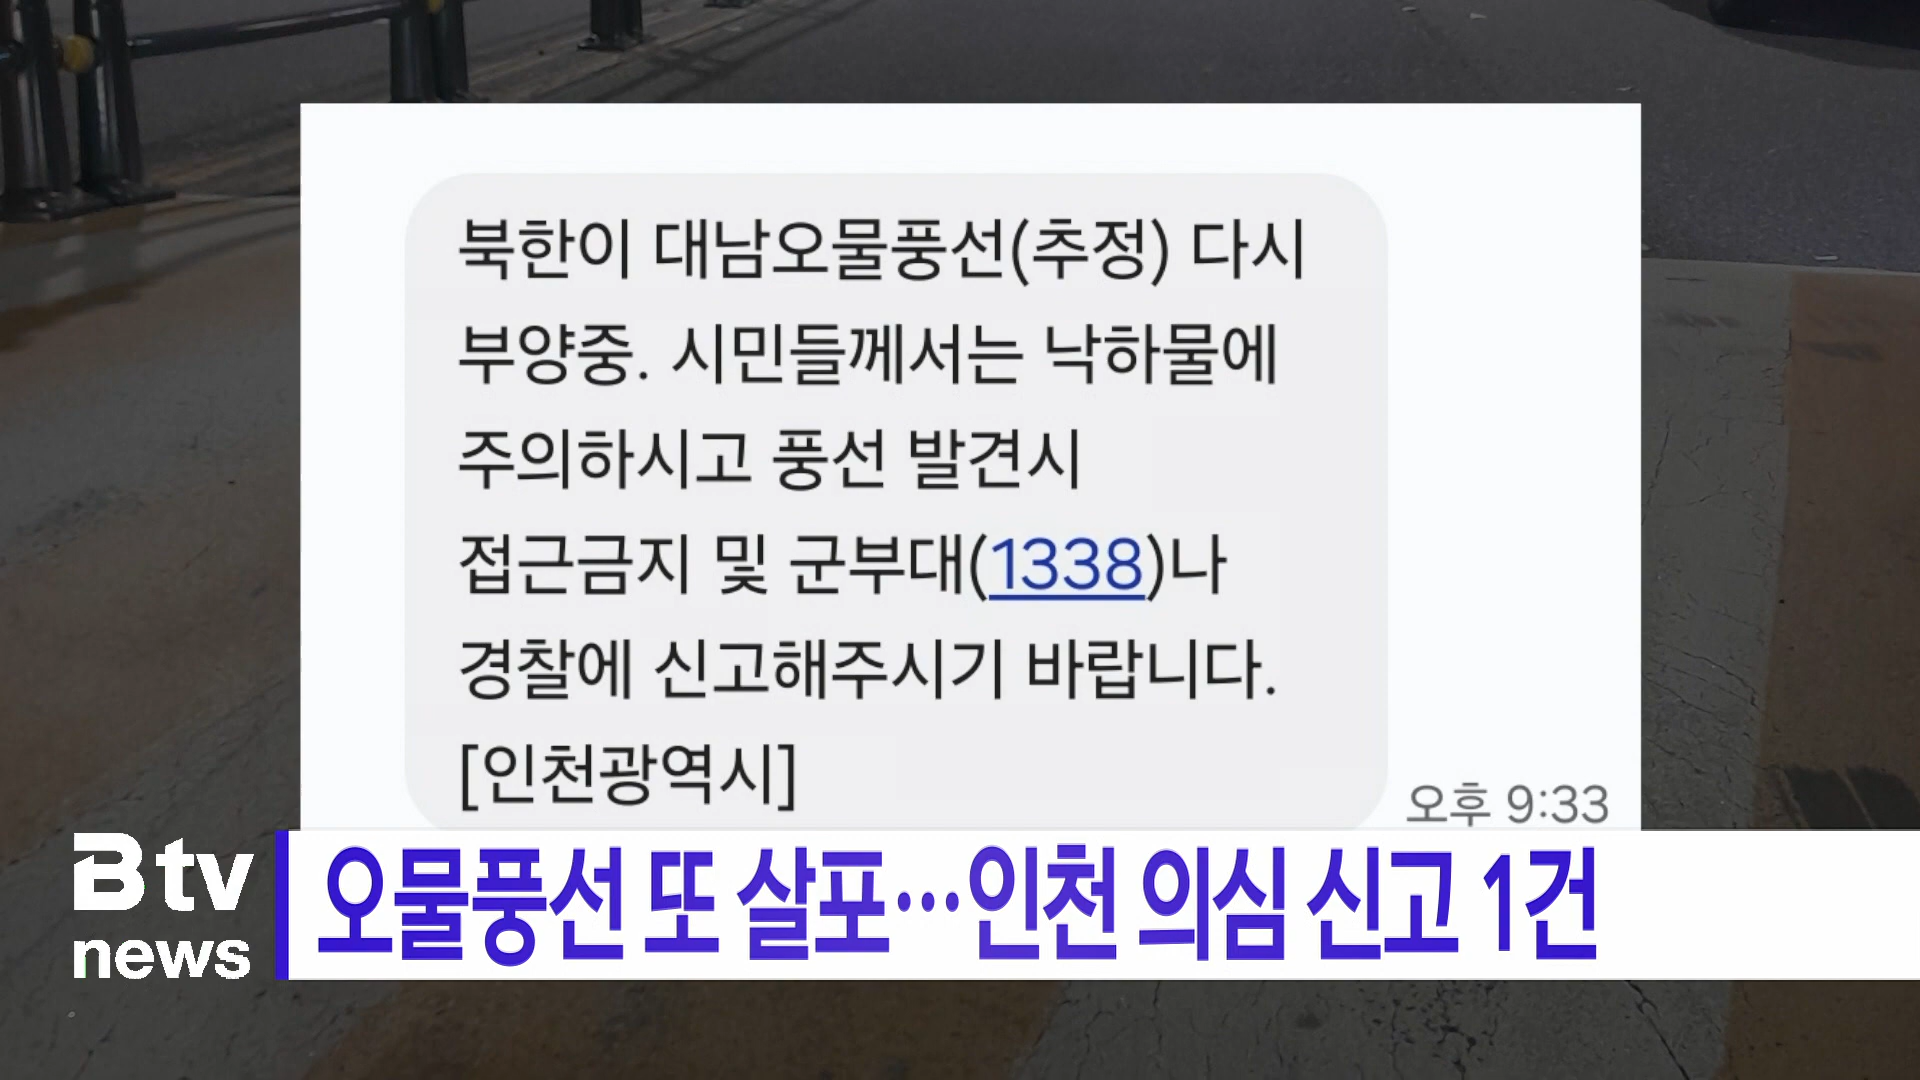 북한이 대남오물풍선(추정) 다시
부양중. 시민들께서는 낙하물에
주의하시고 풍선 발견시
접근금지 및 군부대(1338)나
경찰에 신고해주시기 바랍니다.
[인천광역시]
오후 9:33
B tv
news
오물풍선 또 살포…인천 의심 신고 1건